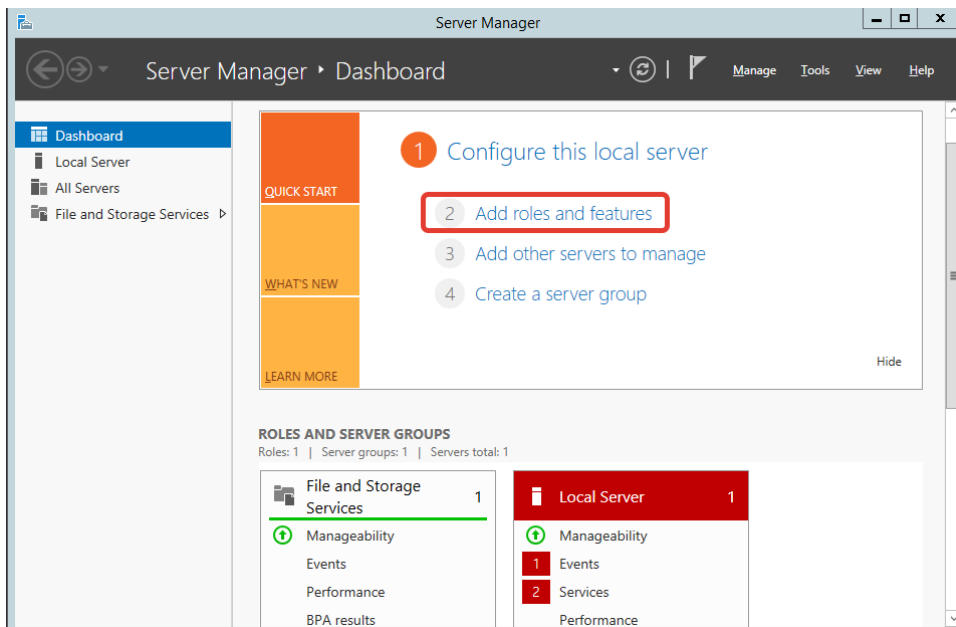 Server Manager
Server Manager ‣ Dashboard
Manage Tools View Help
Dashboard
Local Server
All Servers
File and Storage Services
QUICK START
WHAT'S NEW
LEARN MORE
1 Configure this local server
2 Add roles and features
3 Add other servers to manage
4 Create a server group
Hide
ROLES AND SERVER GROUPS
Roles: 1 | Server groups: 1 | Servers total: 1
File and Storage
Services 1
Manageability
Events
Performance
BPA results
Local Server 1
Manageability
1 Events
2 Services
Performance